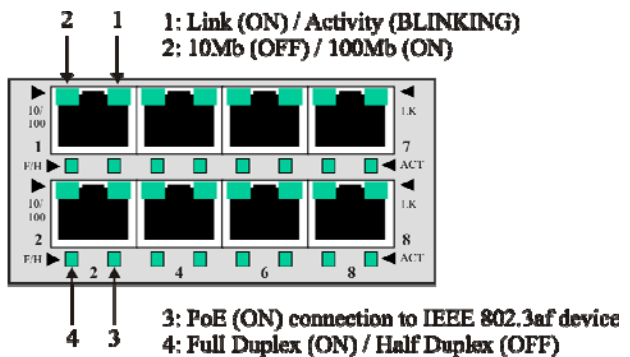 2 1 1: Link (ON) / Activity (BLINKING)
2: 10Mb (OFF) / 100Mb (ON)
10/ LK
100
1 7
F/H ACT
10/ LK
100
2 8
F/H 2 4 6 8 ACT
4 3 3: PoE (ON) connection to IEEE 802.3af device
4: Full Duplex (ON) / Half Duplex (OFF)